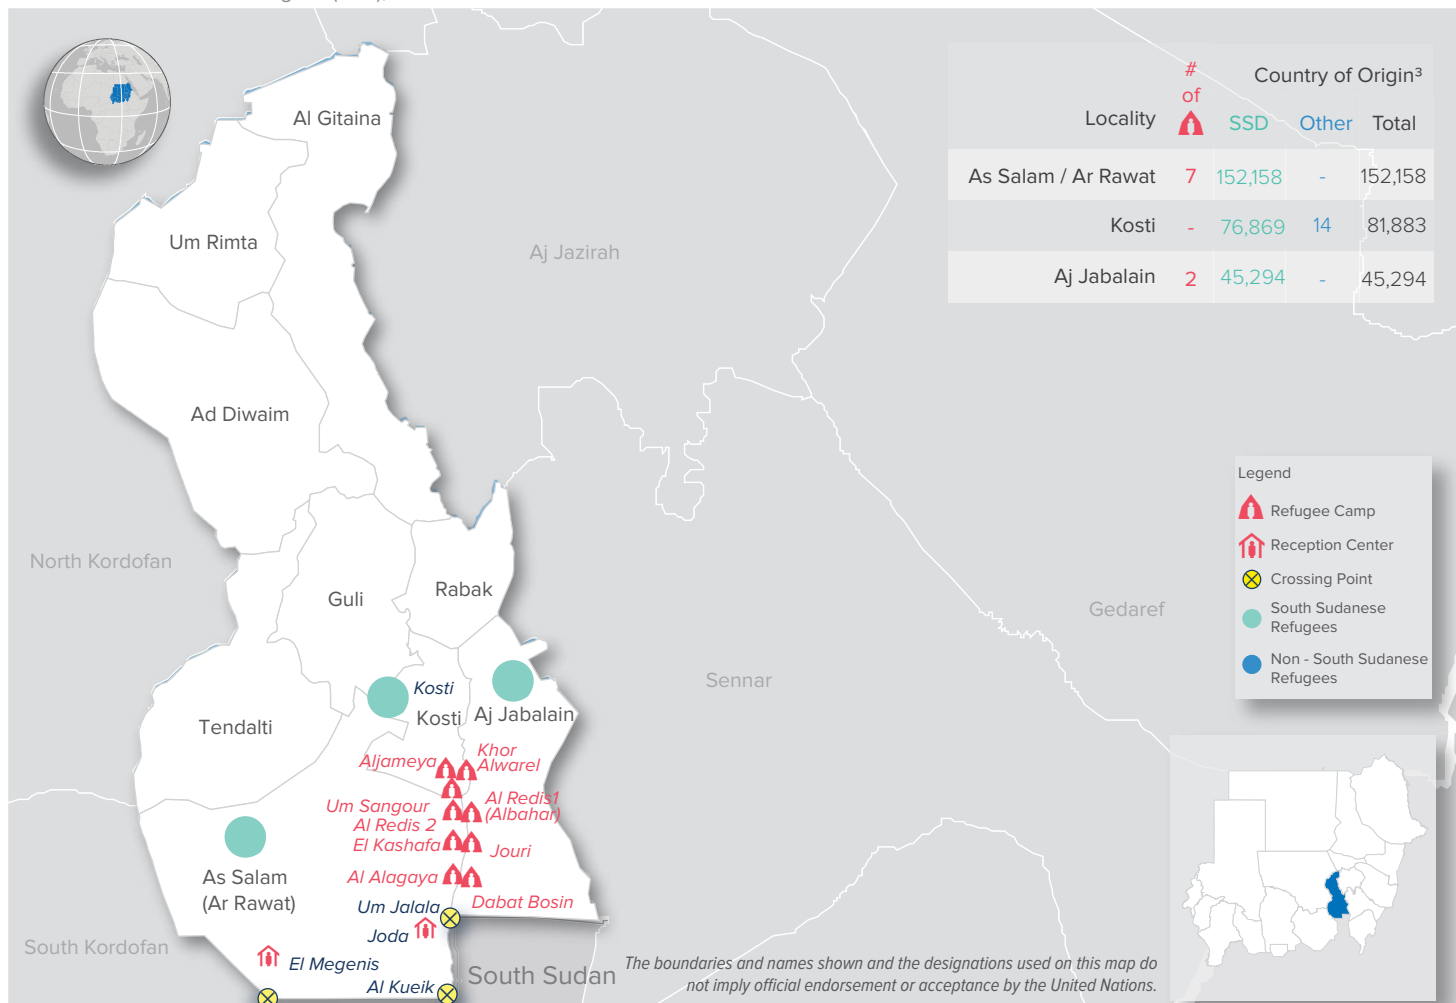 Al Gitaina
Um Rimta
Ad Diwaim
Aj Jazirah
North Kordofan
Guli
Rabak
Gedaref
Sennar
Kosti
Kosti
Aj Jabalain
Tendalti
Aljameya
Khor
Alwarel
Um Sangour
Al Redis1
(Albahar)
Al Redis 2
El Kashafa
Jouri
Al Alagaya
Dabat Bosin
As Salam
(Ar Rawat)
Um Jalala
Joda
El Megenis
Al Kueik
South Kordofan
South Sudan
# of
Country of Origin³
Locality SSD Other Total
As Salam / Ar Rawat 7 152,158 - 152,158
Kosti - 76,869 14 81,883
Aj Jabalain 2 45,294 - 45,294
Legend
Refugee Camp
Reception Center
Crossing Point
South Sudanese
Refugees
Non - South Sudanese
Refugees
The boundaries and names shown and the designations used on this map do
not imply official endorsement or acceptance by the United Nations.